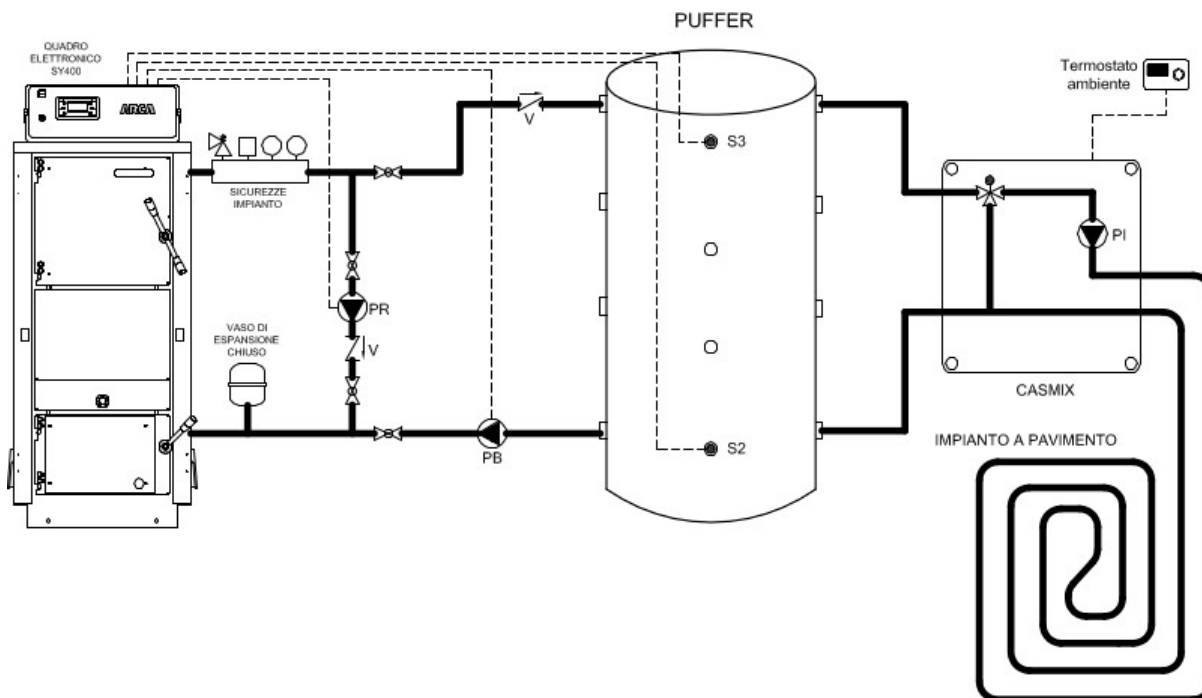 PUFFER
QUADRO
ELETTRONICO
SY400
ARCA
Termostato
ambiente
V
S3
SICUREZZE
IMPIANTO
PI
PR
VASO DI
ESPANSIONE
CHIUSO
V
CASMIX
PB
S2
IMPIANTO A PAVIMENTO